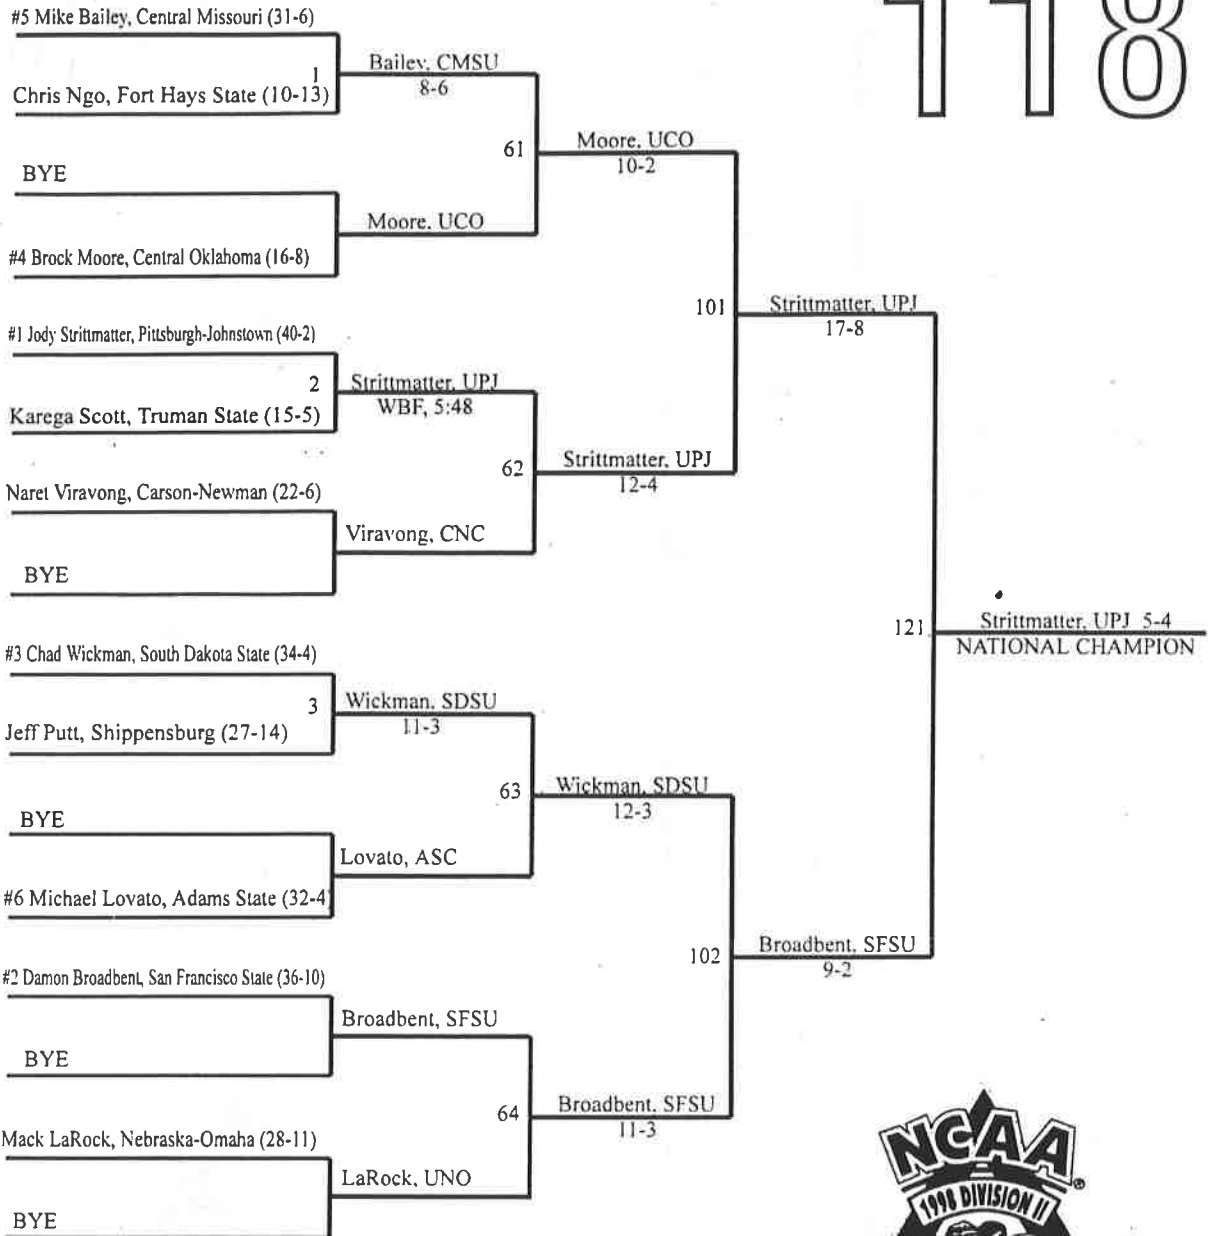 118
#5 Mike Bailey, Central Missouri (31-6)
1
Chris Ngo, Fort Hays State (10-13)
Bailey, CMSU
8-6
BYE
61
Moore, UCO
10-2
Moore, UCO
#4 Brock Moore, Central Oklahoma (16-8)
#1 Jody Strittmatter, Pittsburgh-Johnstown (40-2)
101
Strittmatter, UPJ
17-8
2
Strittmatter, UPJ
WBF, 5:48
Karega Scott, Truman State (15-5)
62
Strittmatter, UPJ
12-4
Naret Viravong, Carson-Newman (22-6)
Viravong, CNC
BYE
121
Strittmatter, UPJ 5-4
NATIONAL CHAMPION
#3 Chad Wickman, South Dakota State (34-4)
3
Wickman, SDSU
11-3
Jeff Putt, Shippensburg (27-14)
63
Wickman, SDSU
12-3
BYE
Lovato, ASC
#6 Michael Lovato, Adams State (32-4
102
Broadbent, SFSU
9-2
#2 Damon Broadbent, San Francisco State (36-10)
Broadbent, SFSU
BYE
64
Broadbent, SFSU
11-3
Mack LaRock, Nebraska-Omaha (28-11)
LaRock, UNO
BYE
NCAA
®
1998 DIVISION II